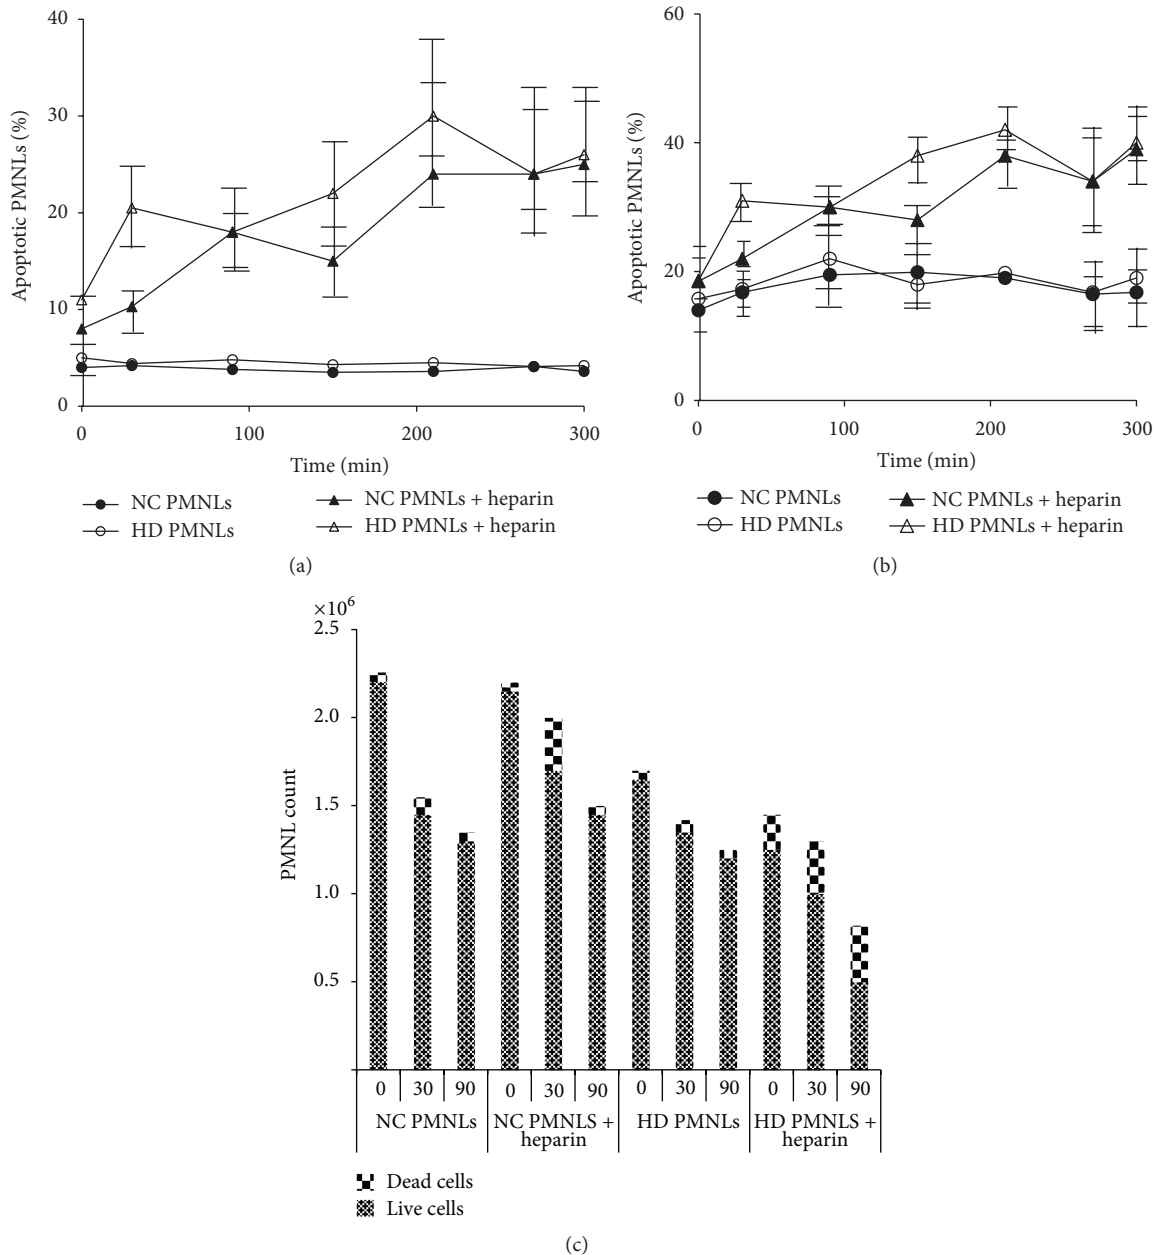 40
30
20
10
0
Apoptotic PMNLs (%)
0 100 200 300
Time (min)
NC PMNLs
HD PMNLs
NC PMNLs + heparin
HD PMNLs + heparin
(a)
60
40
20
0
Apoptotic PMNLs (%)
0 100 200 300
Time (min)
NC PMNLs
HD PMNLs
NC PMNLs + heparin
HD PMNLs + heparin
(b)
×10⁶
2.5
2.0
1.5
1.0
0.5
PMNL count
0 30 90 0 30 90 0 30 90 0 30 90
NC PMNLs
NC PMNLS +
heparin
HD PMNLs
HD PMNLS +
heparin
Dead cells
Live cells
(c)